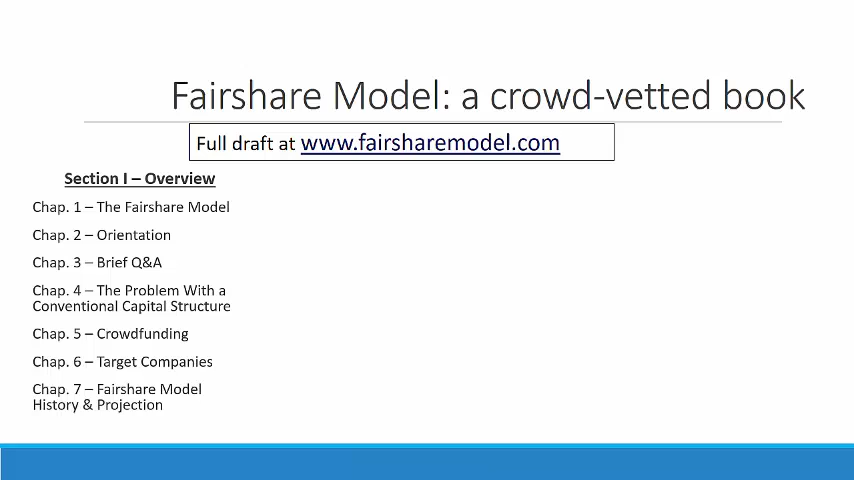 Fairshare Model: a crowd-vetted book
Full draft at www.fairsharemodel.com
Section I – Overview
Chap. 1 – The Fairshare Model
Chap. 2 – Orientation
Chap. 3 – Brief Q&A
Chap. 4 – The Problem With a
Conventional Capital Structure
Chap. 5 – Crowdfunding
Chap. 6 – Target Companies
Chap. 7 – Fairshare Model
History & Projection